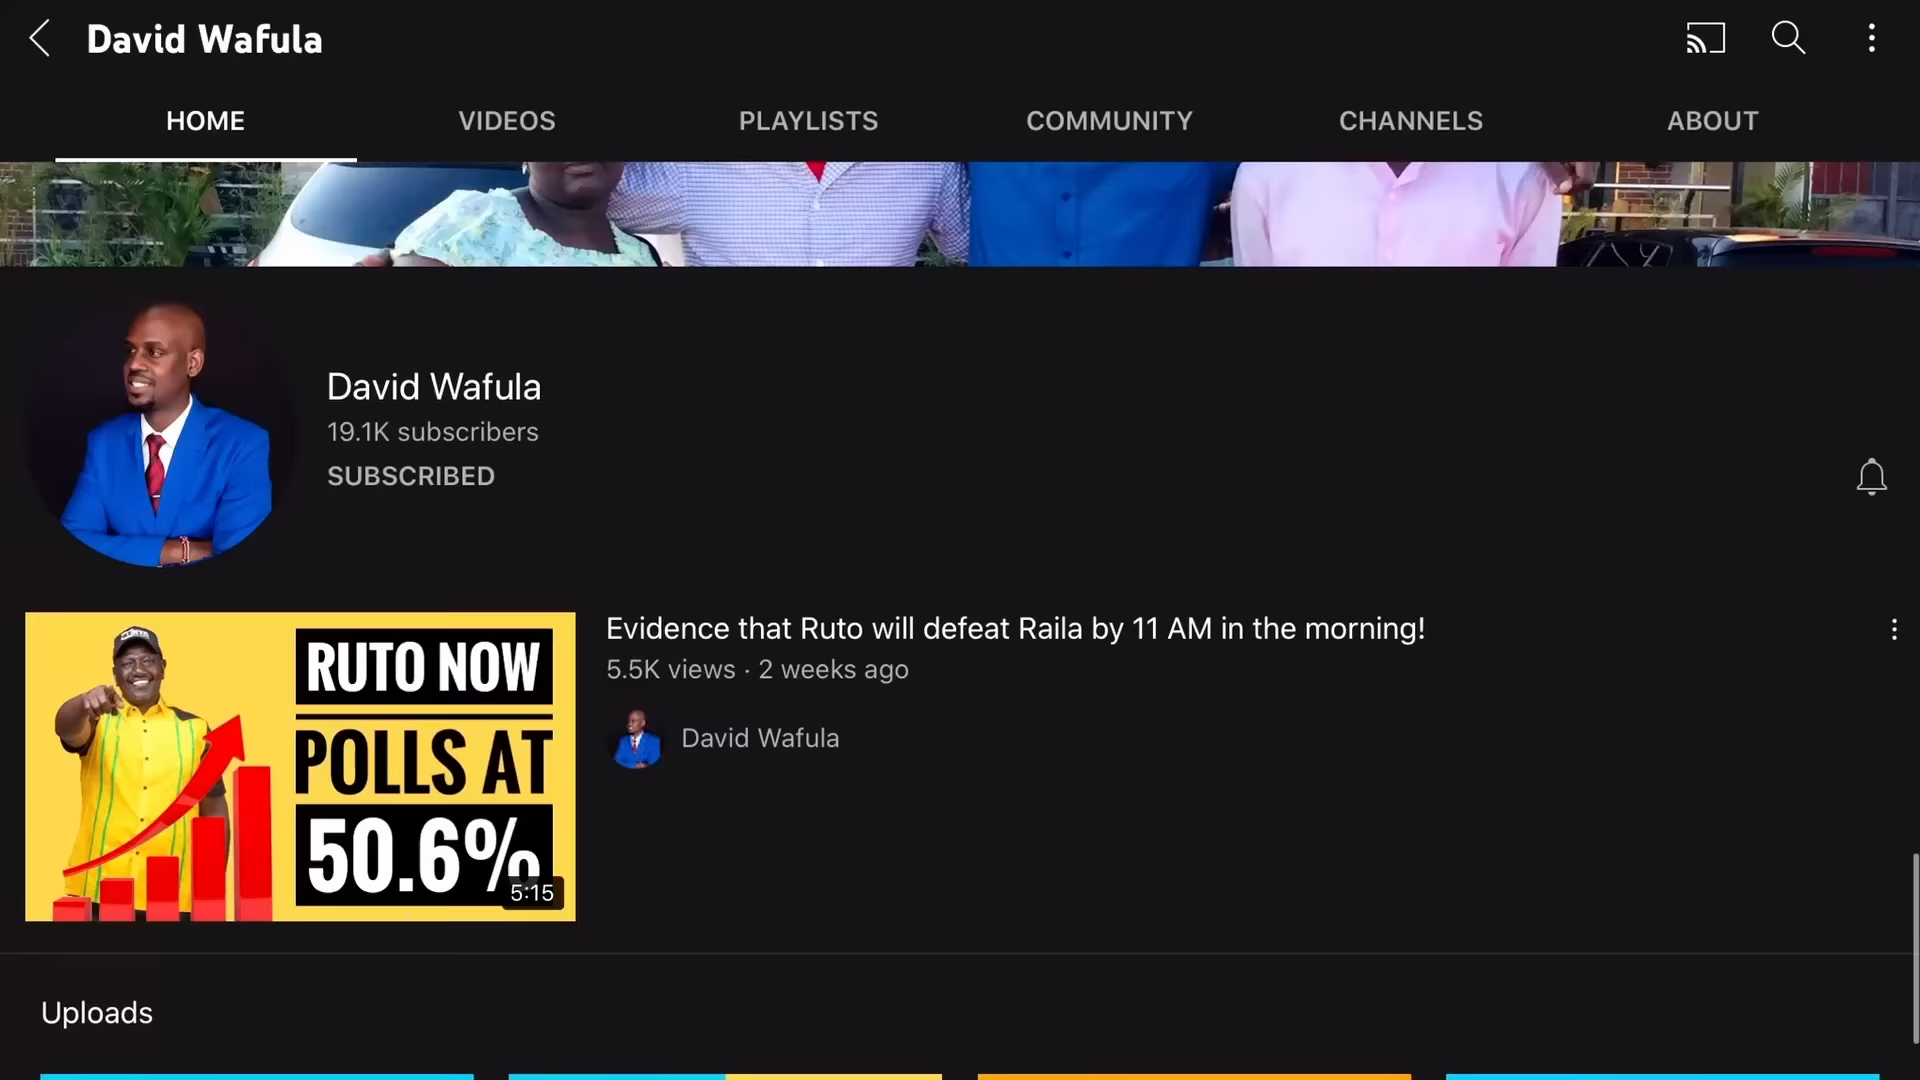 David Wafula
HOME
VIDEOS
PLAYLISTS
COMMUNITY
CHANNELS
ABOUT
David Wafula
19.1K subscribers
SUBSCRIBED
RUTO NOW
POLLS AT
50.6%
5:15
Evidence that Ruto will defeat Raila by 11 AM in the morning!
5.5K views · 2 weeks ago
David Wafula
Uploads